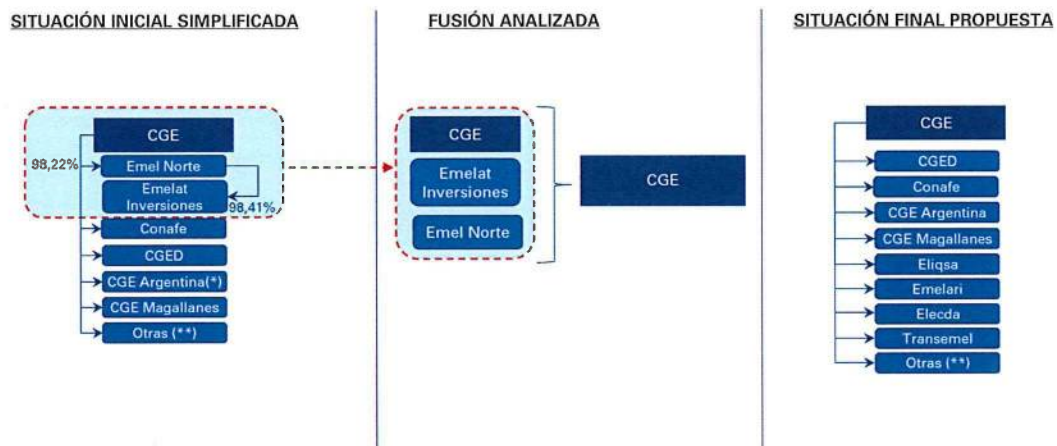 SITUACIÓN INICIAL SIMPLIFICADA
CGE
98,22%
Emel Norte
Emelat
Inversiones
98,41%
Conafe
CGED
CGE Argentina(*)
CGE Magallanes
Otras (**)
FUSIÓN ANALIZADA
CGE
Emelat
Inversiones
Emel Norte
CGE
SITUACIÓN FINAL PROPUESTA
CGE
CGED
Conafe
CGE Argentina
CGE Magallanes
Eliqsa
Emelari
Elecda
Transemel
Otras (**)